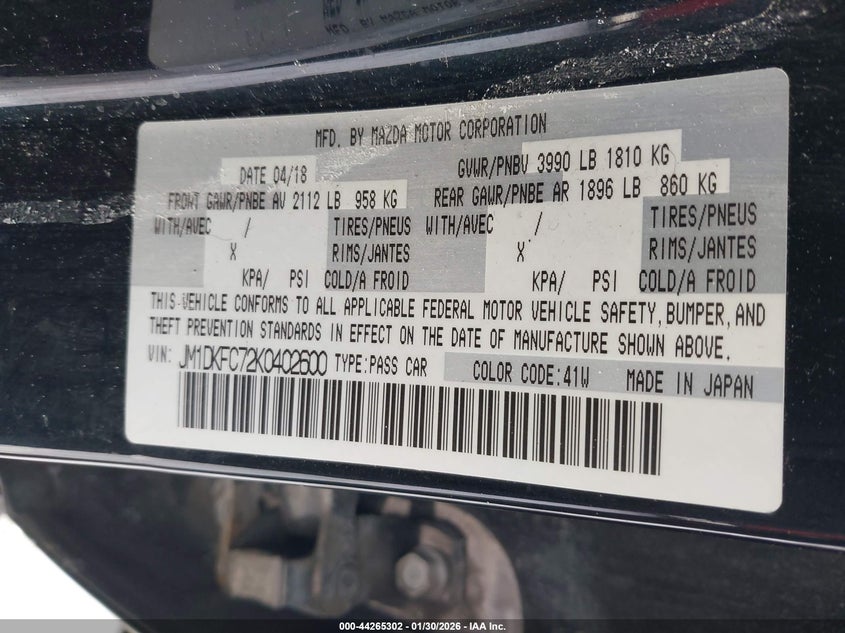 MFD. BY MAZDA MOTOR
MFD. BY MAZDA MOTOR CORPORATION
DATE 04/18 GVWR/PNBV 3990 LB 1810 KG
FRONT GAWR/PNBE AV 2112 LB 958 KG REAR GAWR/PNBE AR 1896 LB 860 KG
WITH/AVEC / TIRES/PNEUS WITH/AVEC / TIRES/PNEUS
X RIMS/JANTES X RIMS/JANTES
KPA/ PSI COLD/A FROID KPA/ PSI COLD/A FROID
THIS VEHICLE CONFORMS TO ALL APPLICABLE FEDERAL MOTOR VEHICLE SAFETY, BUMPER, AND
THEFT PREVENTION STANDARDS IN EFFECT ON THE DATE OF MANUFACTURE SHOWN ABOVE.
VIN: JM1DKFC72K0402600 TYPE:PASS CAR COLOR CODE:41W MADE IN JAPAN
000-44265302 - 01/30/2026 - IAA Inc.